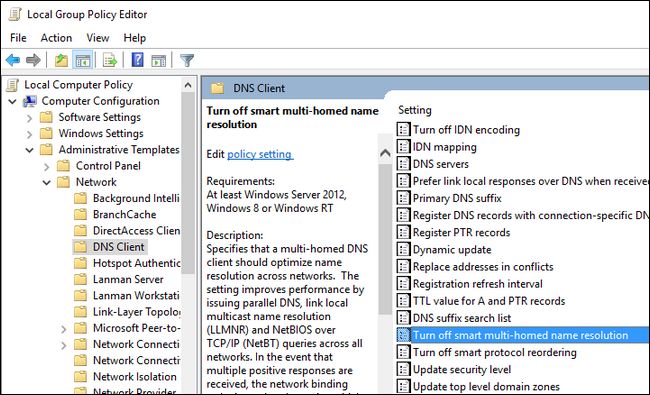 Local Group Policy Editor
File Action View Help
Local Computer Policy
Computer Configuration
Software Settings
Windows Settings
Administrative Templates
Control Panel
Network
Background Intelli
BranchCache
DirectAccess Clien
DNS Client
Hotspot Authentic
Lanman Server
Lanman Workstati
Link-Layer Topolog
Microsoft Peer-to-
Network Connecti
Network Connectiv
Network Isolation
Network Provider
DNS Client
Turn off smart multi-homed name
resolution
Edit policy setting
Requirements:
At least Windows Server 2012,
Windows 8 or Windows RT
Description:
Specifies that a multi-homed DNS
client should optimize name
resolution across networks. The
setting improves performance by
issuing parallel DNS, link local
multicast name resolution
(LLMNR) and NetBIOS over
TCP/IP (NetBT) queries across all
networks. In the event that
multiple positive responses are
received, the network binding
Setting
Turn off IDN encoding
IDN mapping
DNS servers
Prefer link local responses over DNS when received
Primary DNS suffix
Register DNS records with connection-specific DN
Register PTR records
Dynamic update
Replace addresses in conflicts
Registration refresh interval
TTL value for A and PTR records
DNS suffix search list
Turn off smart multi-homed name resolution
Turn off smart protocol reordering
Update security level
Update top level domain zones